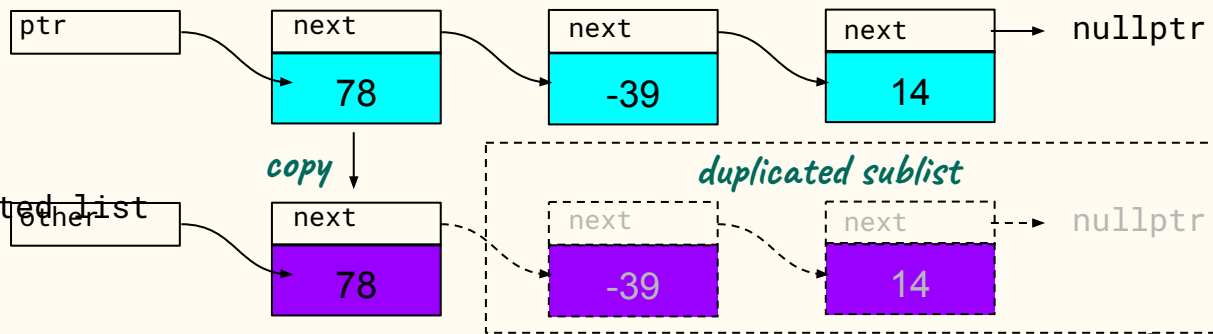 ptr next next next nullptr
78 -39 14
copy duplicated sublist
list
other next next next nullptr
78 -39 14